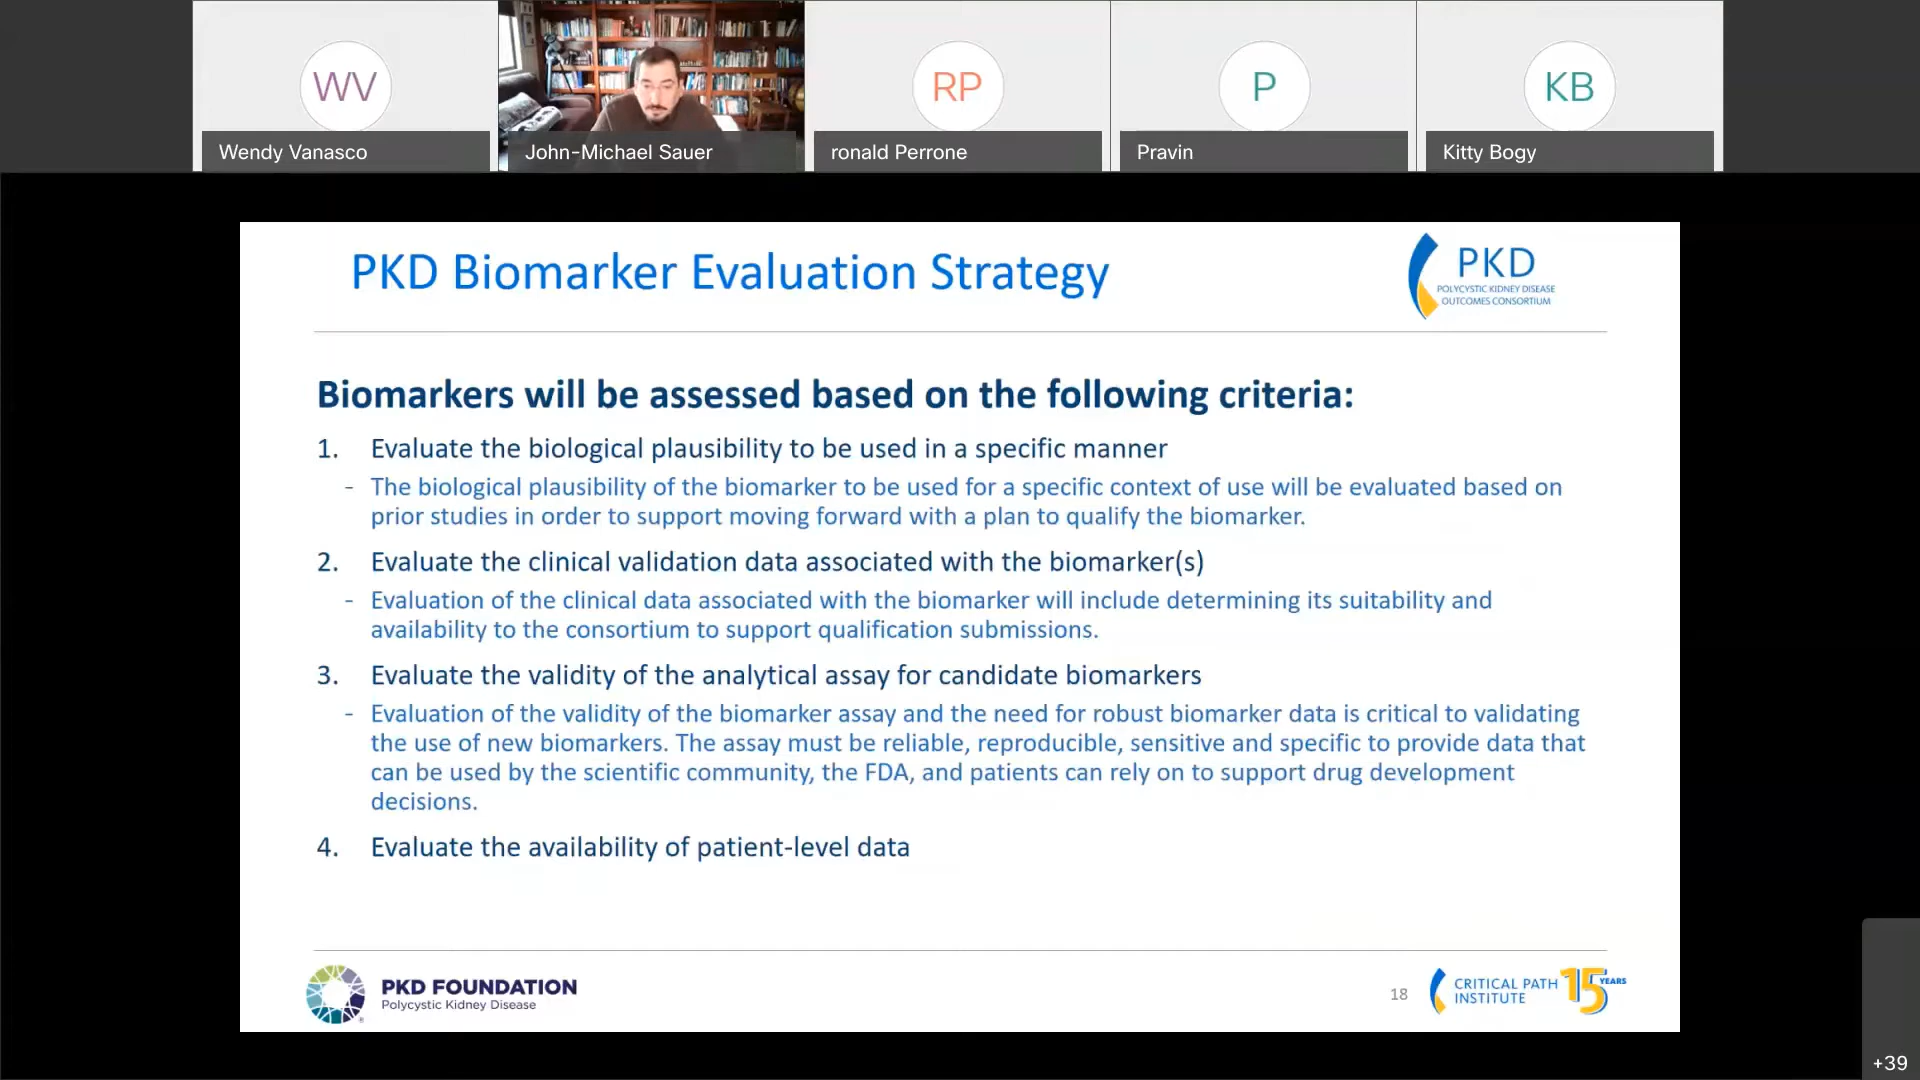 WV
RP
P
KB
Wendy Vanasco
John-Michael Sauer
ronald Perrone
Pravin
Kitty Bogy
PKD Biomarker Evaluation Strategy
PKD
POLYCYSTIC KIDNEY DISEASE
OUTCOMES CONSORTIUM
Biomarkers will be assessed based on the following criteria:
1. Evaluate the biological plausibility to be used in a specific manner
- The biological plausibility of the biomarker to be used for a specific context of use will be evaluated based on
prior studies in order to support moving forward with a plan to qualify the biomarker.
2. Evaluate the clinical validation data associated with the biomarker(s)
- Evaluation of the clinical data associated with the biomarker will include determining its suitability and
availability to the consortium to support qualification submissions.
3. Evaluate the validity of the analytical assay for candidate biomarkers
- Evaluation of the validity of the biomarker assay and the need for robust biomarker data is critical to validating
the use of new biomarkers. The assay must be reliable, reproducible, sensitive and specific to provide data that
can be used by the scientific community, the FDA, and patients can rely on to support drug development
decisions.
4. Evaluate the availability of patient-level data
PKD FOUNDATION
Polycystic Kidney Disease
18
CRITICAL PATH
INSTITUTE
15 YEARS
+39